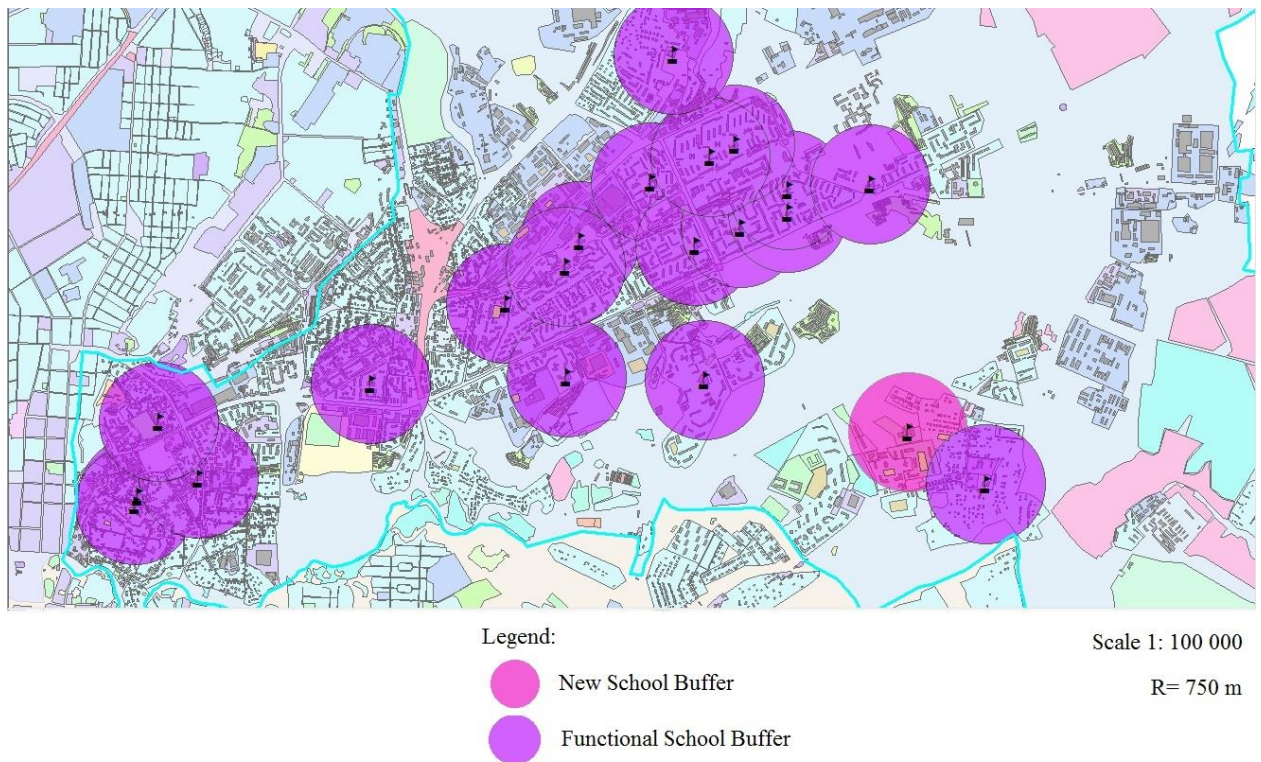 Legend:
Scale 1: 100 000
New School Buffer
R= 750 m
Functional School Buffer